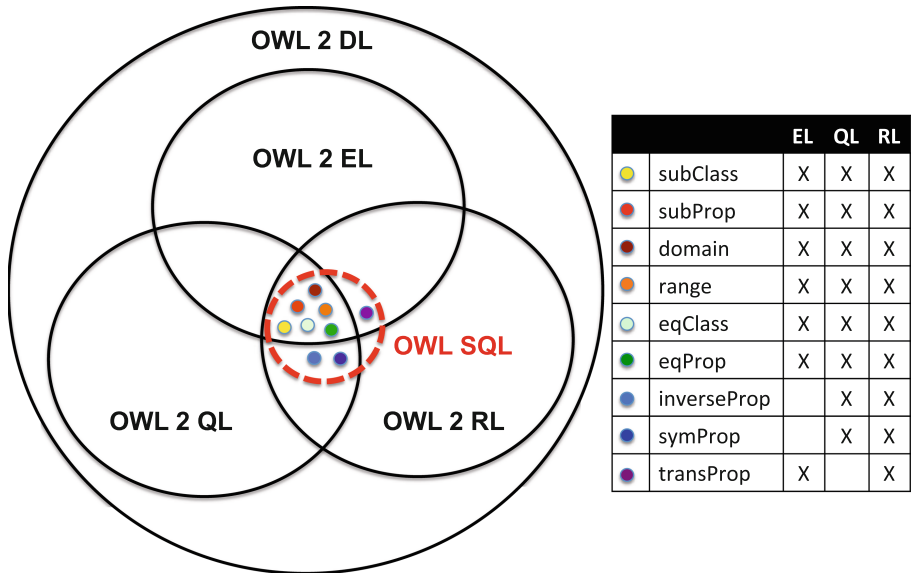 OWL 2 DL
OWL 2 EL
OWL SQL
OWL 2 QL
OWL 2 RL
EL QL RL
subClass X X X
subProp X X X
domain X X X
range X X X
eqClass X X X
eqProp X X X
inverseProp X X
symProp X X
transProp X X